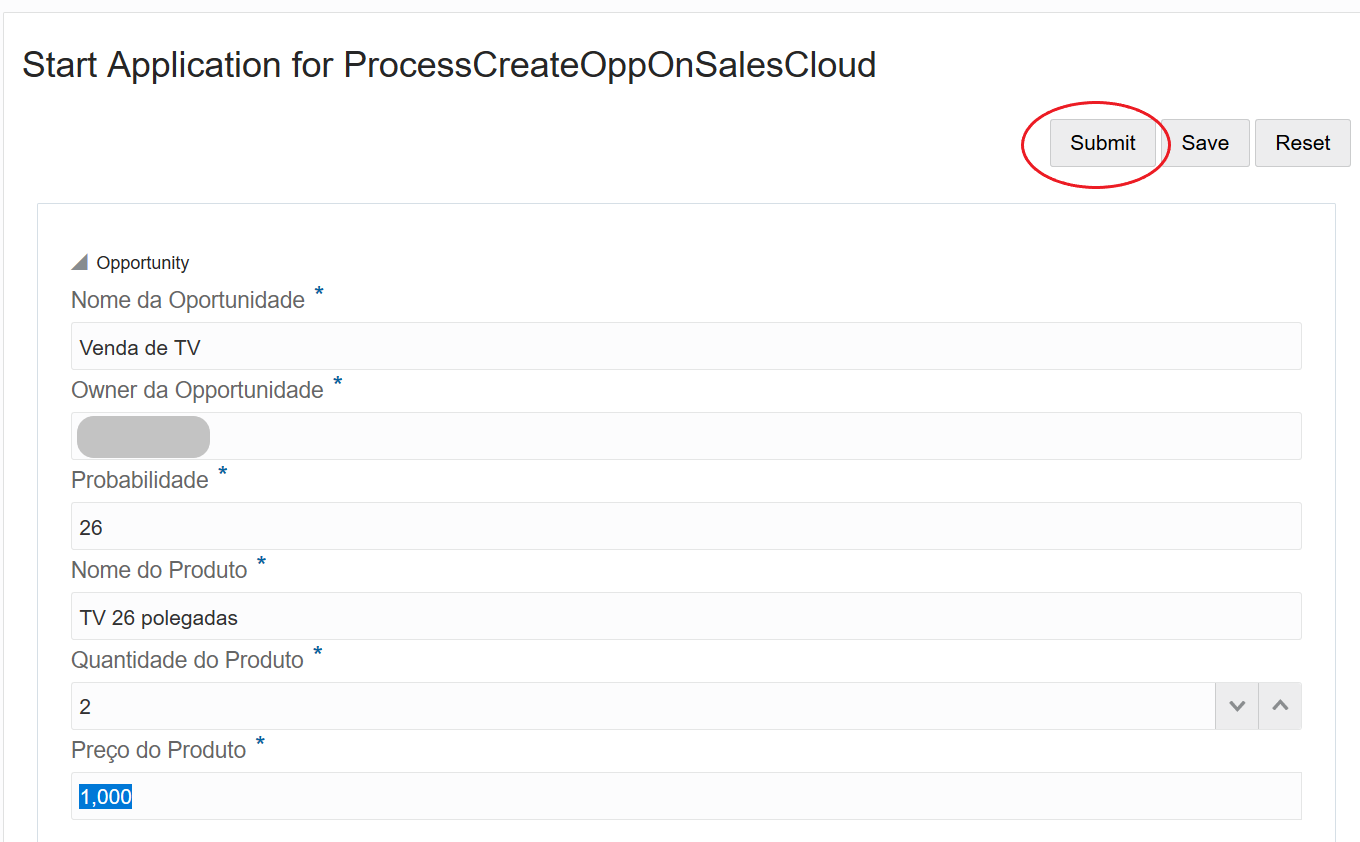 Start Application for ProcessCreateOppOnSalesCloud
Submit Save Reset
Opportunity
Nome da Oportunidade *
Venda de TV
Owner da Opportunidade *
Probabilidade *
26
Nome do Produto *
TV 26 polegadas
Quantidade do Produto *
2
Preço do Produto *
1,000